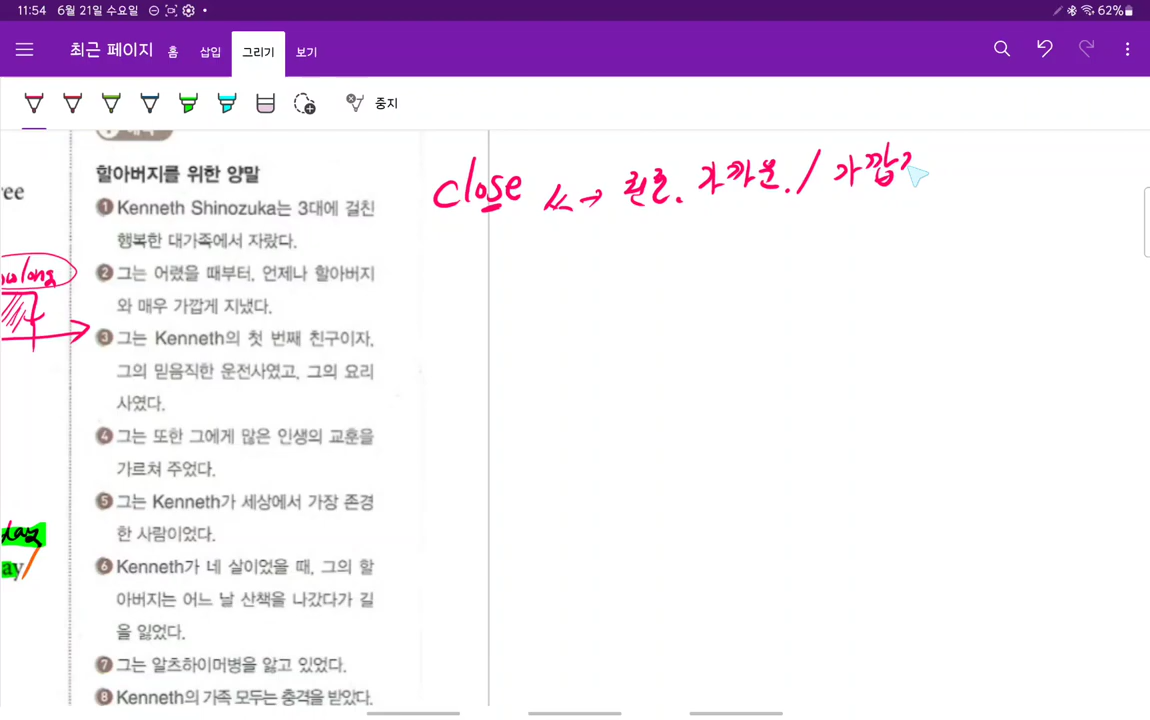 11:54 6월 21일 수요일 62%
최근 페이지 홈 삽입 그리기 보기
중지
할아버지를 위한 양말
1 Kenneth Shinozuka는 3대에 걸친
행복한 대가족에서 자랐다.
2 그는 어렸을 때부터, 언제나 할아버지
와 매우 가깝게 지냈다.
3 그는 Kenneth의 첫 번째 친구이자,
그의 믿음직한 운전사였고, 그의 요리
사였다.
4 그는 또한 그에게 많은 인생의 교훈을
가르쳐 주었다.
5 그는 Kenneth가 세상에서 가장 존경
한 사람이었다.
6 Kenneth가 네 살이었을 때, 그의 할
아버지는 어느 날 산책을 나갔다가 길
을 잃었다.
7 그는 알츠하이머병을 앓고 있었다.
8 Kenneth의 가족 모두는 충격을 받았다.
ree
long
day
ay
close → 가까운. / 가깝